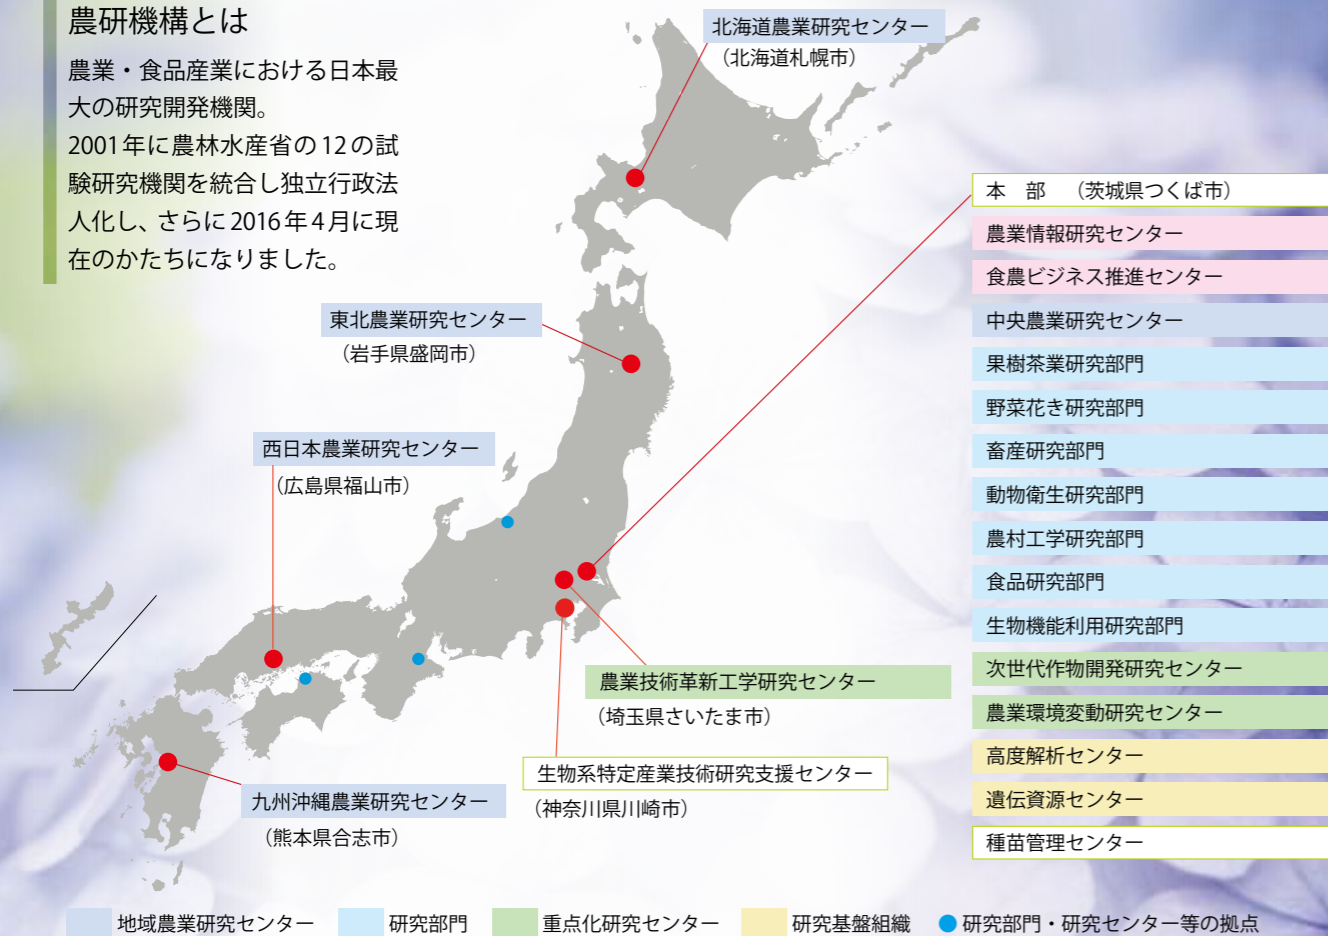 農研機構とは
農業・食品産業における日本最
大の研究開発機関。
2001年に農林水産省の12の試
験研究機関を統合し独立行政法
人化し、さらに2016年4月に現
在のかたちになりました。
北海道農業研究センター
（北海道札幌市）
東北農業研究センター
（岩手県盛岡市）
西日本農業研究センター
（広島県福山市）
農業技術革新工学研究センター
（埼玉県さいたま市）
生物系特定産業技術研究支援センター
（神奈川県川崎市）
九州沖縄農業研究センター
（熊本県合志市）
本　部　（茨城県つくば市）
農業情報研究センター
食農ビジネス推進センター
中央農業研究センター
果樹茶業研究部門
野菜花き研究部門
畜産研究部門
動物衛生研究部門
農村工学研究部門
食品研究部門
生物機能利用研究部門
次世代作物開発研究センター
農業環境変動研究センター
高度解析センター
遺伝資源センター
種苗管理センター
地域農業研究センター　研究部門　重点化研究センター　研究基盤組織　研究部門・研究センター等の拠点